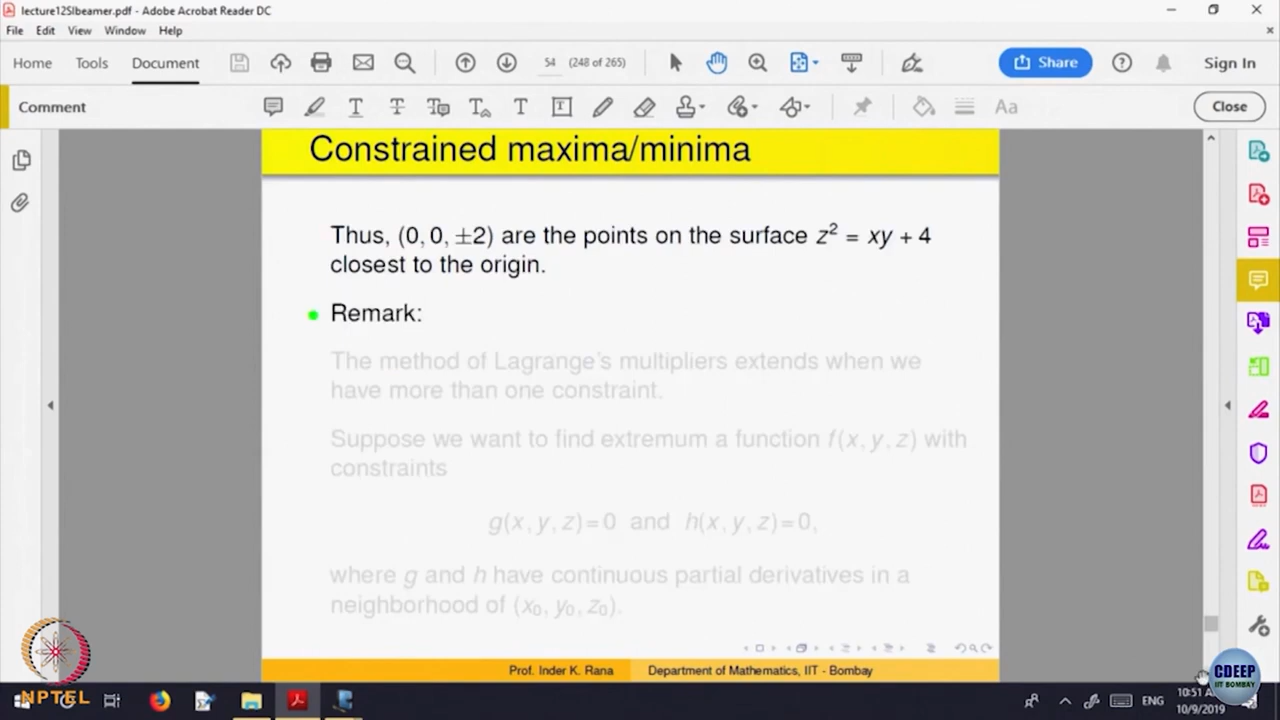 lecture12Slbeamer.pdf - Adobe Acrobat Reader DC
File Edit View Window Help
Home Tools Document 54 (248 of 265) Share Sign In
Comment Aa Close
Constrained maxima/minima
Thus, (0, 0, ±2) are the points on the surface z² = xy + 4
closest to the origin.
Remark:
The method of Lagrange's multipliers extends when we
have more than one constraint.
Suppose we want to find extremum a function f(x, y, z) with
constraints
g(x, y, z)=0 and h(x, y, z)=0,
where g and h have continuous partial derivatives in a
neighborhood of (x₀, y₀, z₀).
Prof. Inder K. Rana Department of Mathematics, IIT - Bombay
NPTEL
CDEEP
IIT BOMBAY
ENG
10:51
10/9/2019